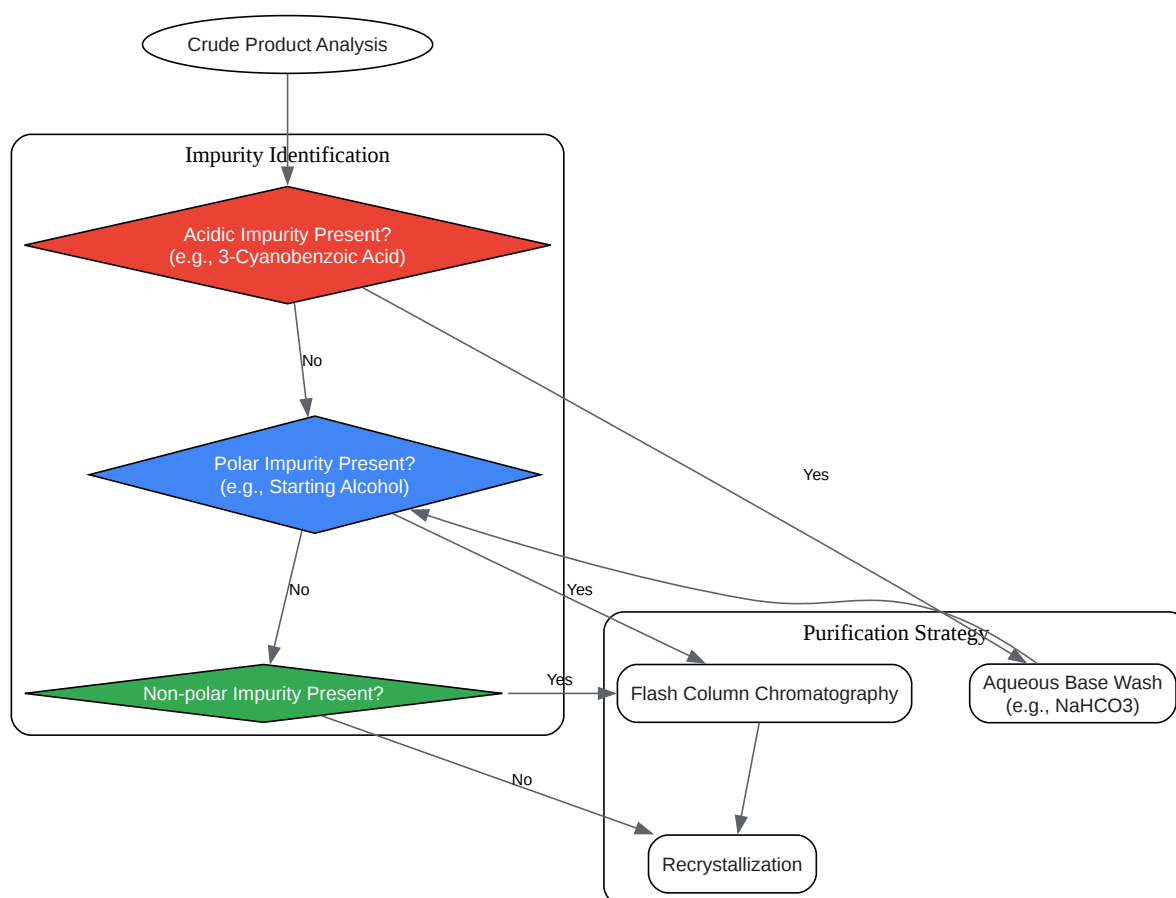 Crude Product Analysis
Impurity Identification
Acidic Impurity Present?
(e.g., 3-Cyanobenzoic Acid)
No
Polar Impurity Present?
(e.g., Starting Alcohol)
Yes
No
Yes
Purification Strategy
Non-polar Impurity Present?
Yes
Flash Column Chromatography
Aqueous Base Wash
(e.g., NaHCO3)
No
Recrystallization